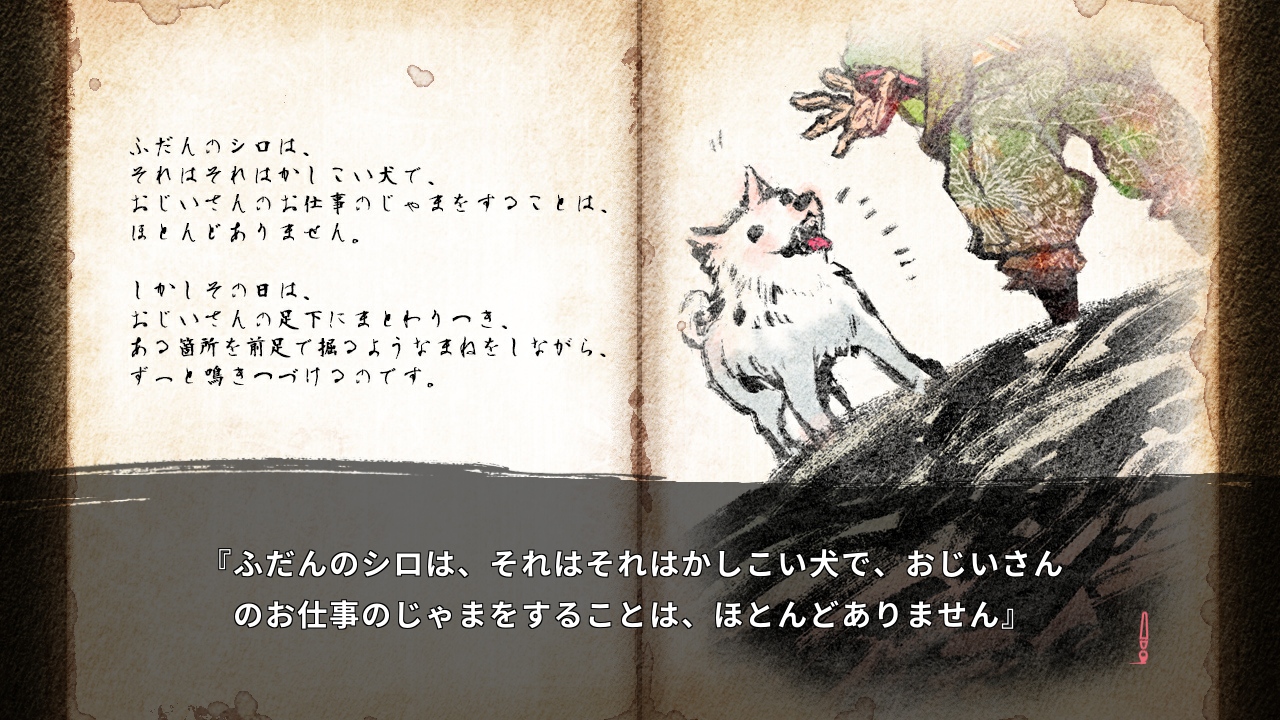 ふだんのシロは、
それはそれはかしこい犬で、
おじいさんのお仕事のじゃまをすることは、
ほとんどありません。
しかしその日は、
おじいさんの足下にまとわりつき、
ある箇所を前足で掘るようなまねをしながら、
ずっと鳴きつづけるのです。
『ふだんのシロは、それはそれはかしこい犬で、おじいさん
のお仕事のじゃまをすることは、ほとんどありません』